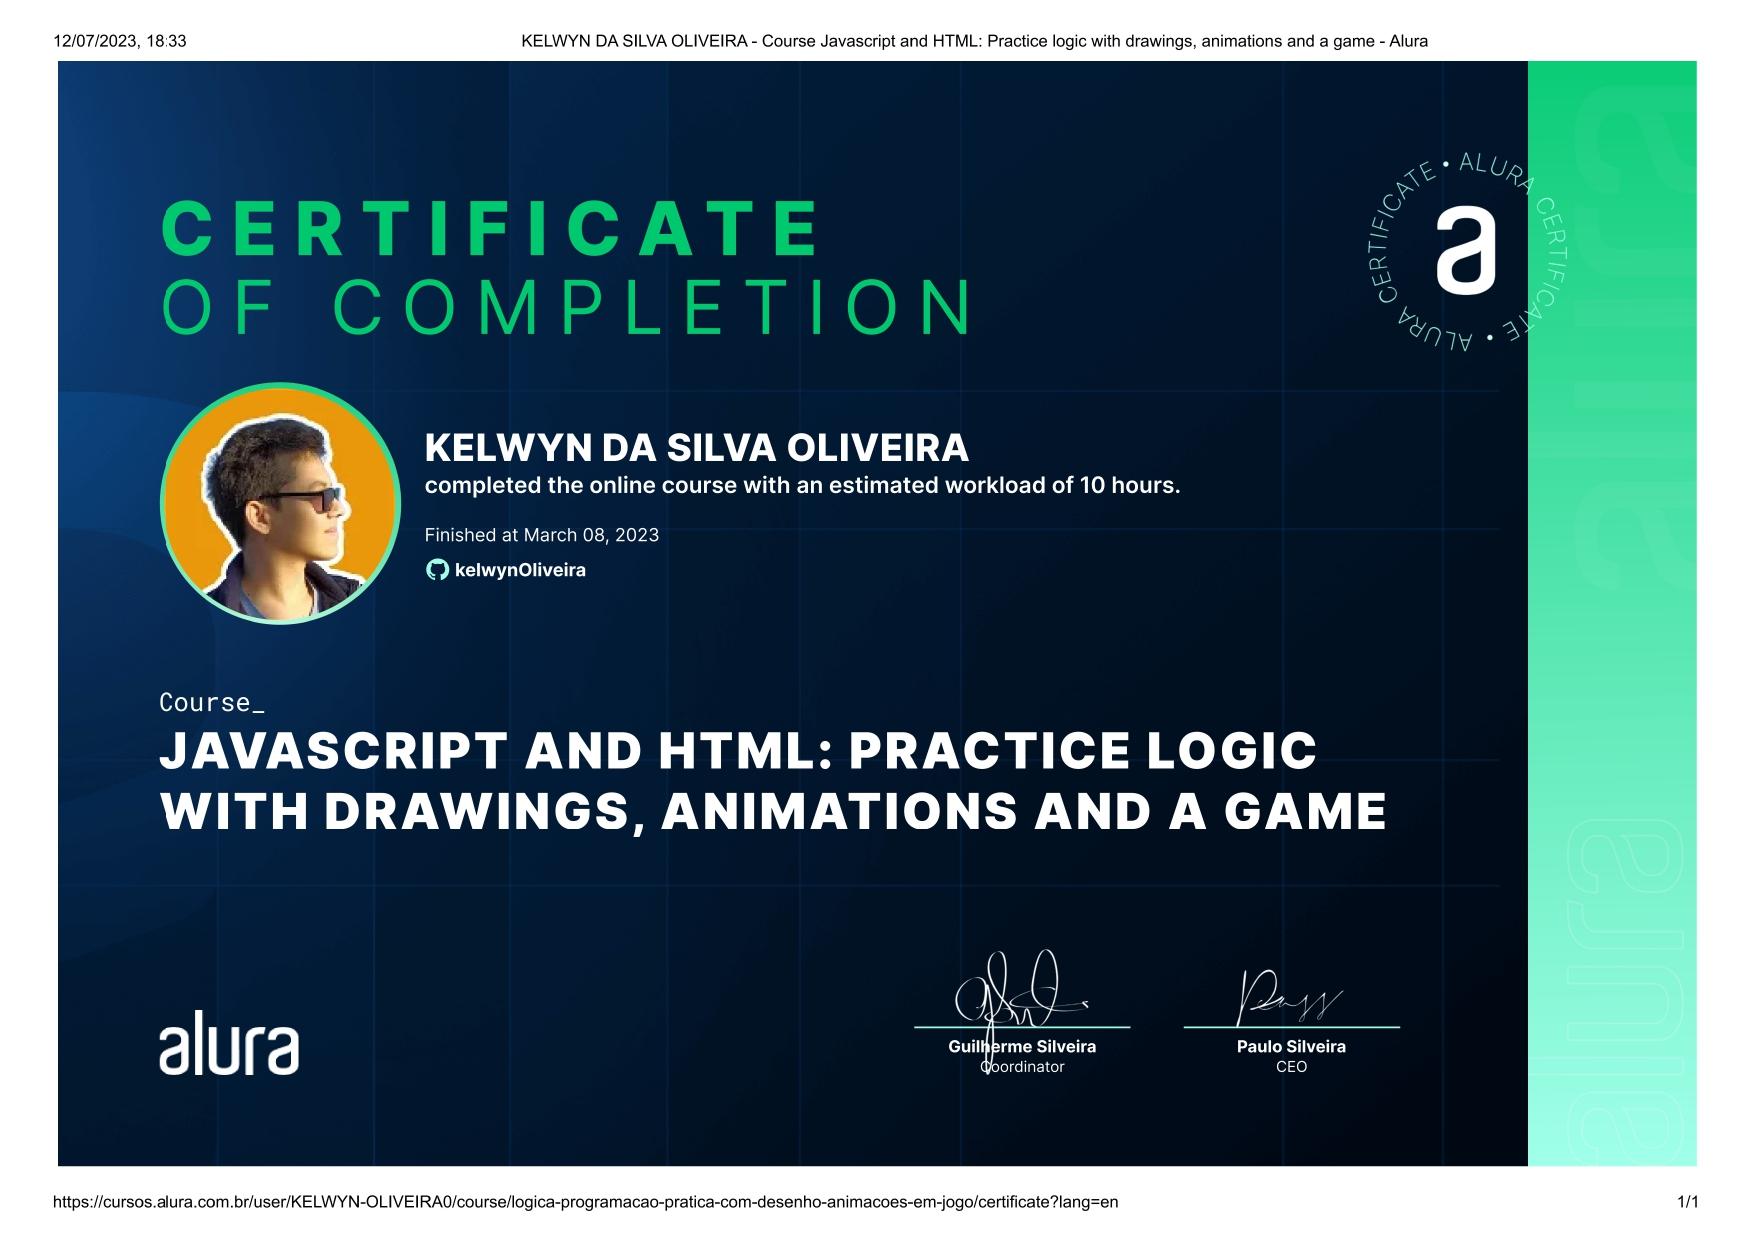 12/07/2023, 18:33
KELWYN DA SILVA OLIVEIRA - Course Javascript and HTML: Practice logic with drawings, animations and a game - Alura
CERTIFICATE
OF COMPLETION
ALURA CERTIFICATE • ALURA CERTIFICATE •
a
KELWYN DA SILVA OLIVEIRA
completed the online course with an estimated workload of 10 hours.
Finished at March 08, 2023
kelwynOliveira
Course_
JAVASCRIPT AND HTML: PRACTICE LOGIC
WITH DRAWINGS, ANIMATIONS AND A GAME
alura
Guilherme Silveira
Coordinator
Paulo Silveira
CEO
alura
alura
https://cursos.alura.com.br/user/KELWYN-OLIVEIRA0/course/logica-programacao-pratica-com-desenho-animacoes-em-jogo/certificate?lang=en
1/1